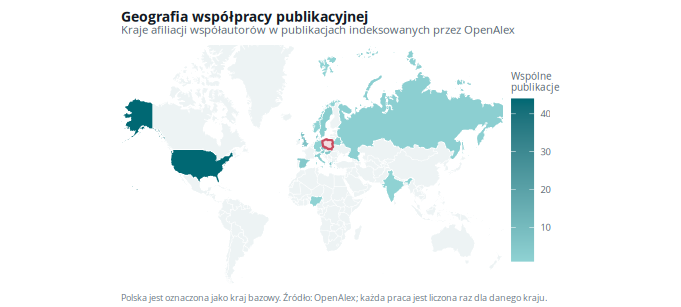 Geografia współpracy publikacyjnej
Kraje afiliacji współautorów w publikacjach indeksowanych przez OpenAlex
Wspólne
publikacje
40
30
20
10
Polska jest oznaczona jako kraj bazowy. Źródło: OpenAlex; każda praca jest liczona raz dla danego kraju.